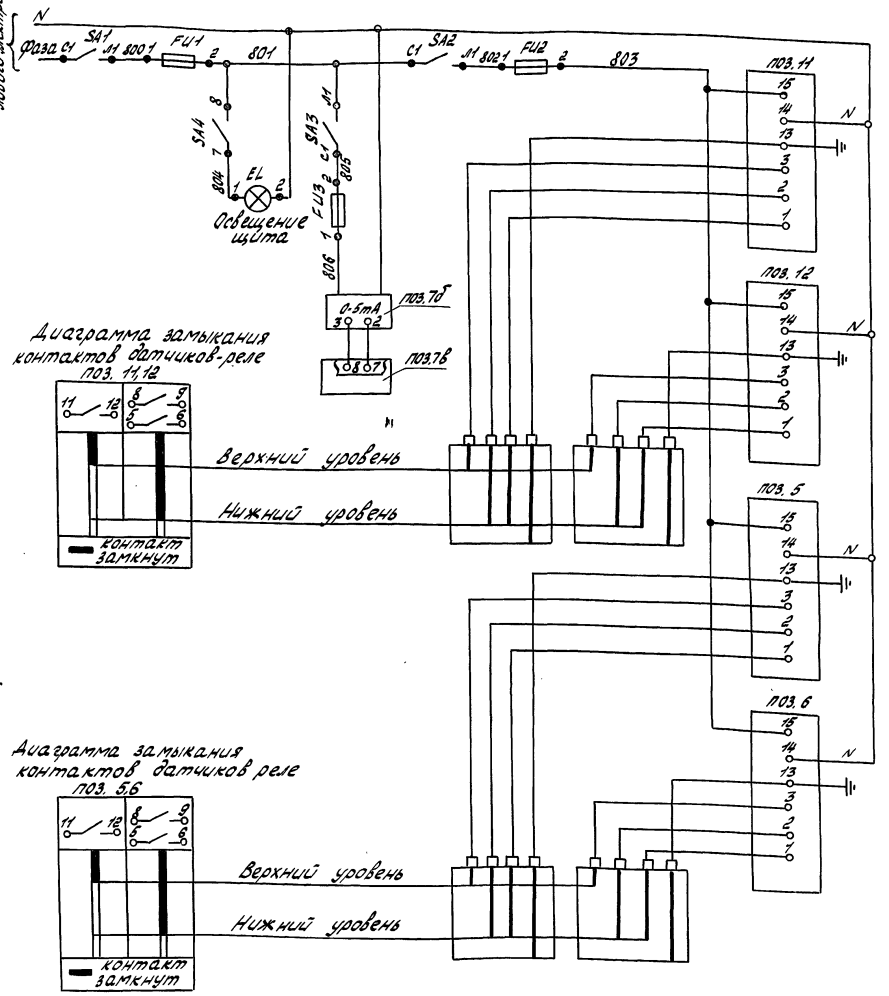 N
Фаза С1 SA1 Л1 800 1 FU1 2 801 С1 SA2 Л1 802 1 FU2 2 803
8 SA4 7 804
1 EL 2
Освещение
щита
Л1 SA3 С1 805
2 FU3 1 806
0-5mA
3 2
поз. 7б
8 7
поз. 7в
поз. 11
15
14 N
13
3
2
1
поз. 12
15
14 N
13
3
2
1
Диаграмма замыкания
контактов датчиков-реле
поз. 11,12
11 12 8 9
5 6
Верхний уровень
Нижний уровень
контакт
замкнут
поз. 5
15
14 N
13
3
2
1
поз. 6
15
14 N
13
3
2
1
Диаграмма замыкания
контактов датчиков реле
поз. 5,6
11 12 8 9
5 6
Верхний уровень
Нижний уровень
контакт
замкнут